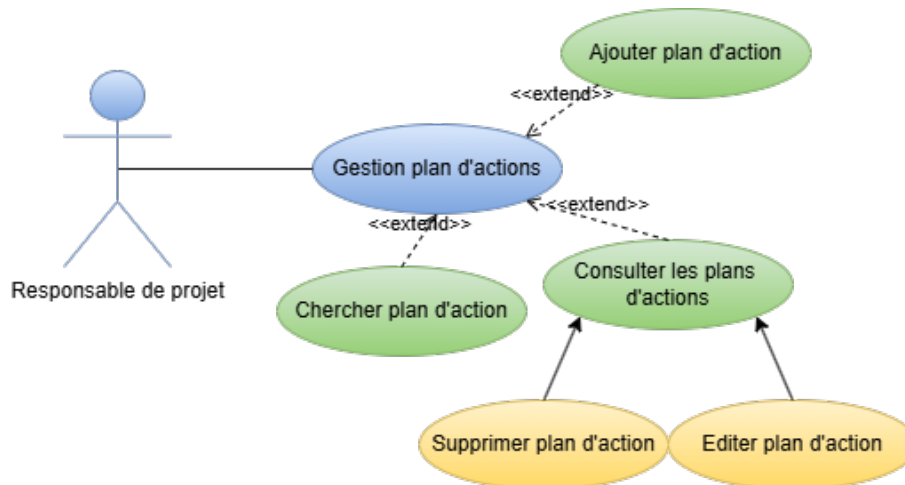 Ajouter plan d'action
<<extend>>
Gestion plan d'actions
<<extend>>
<<extend>>
Responsable de projet
Consulter les plans
d'actions
Chercher plan d'action
Supprimer plan d'action
Editer plan d'action